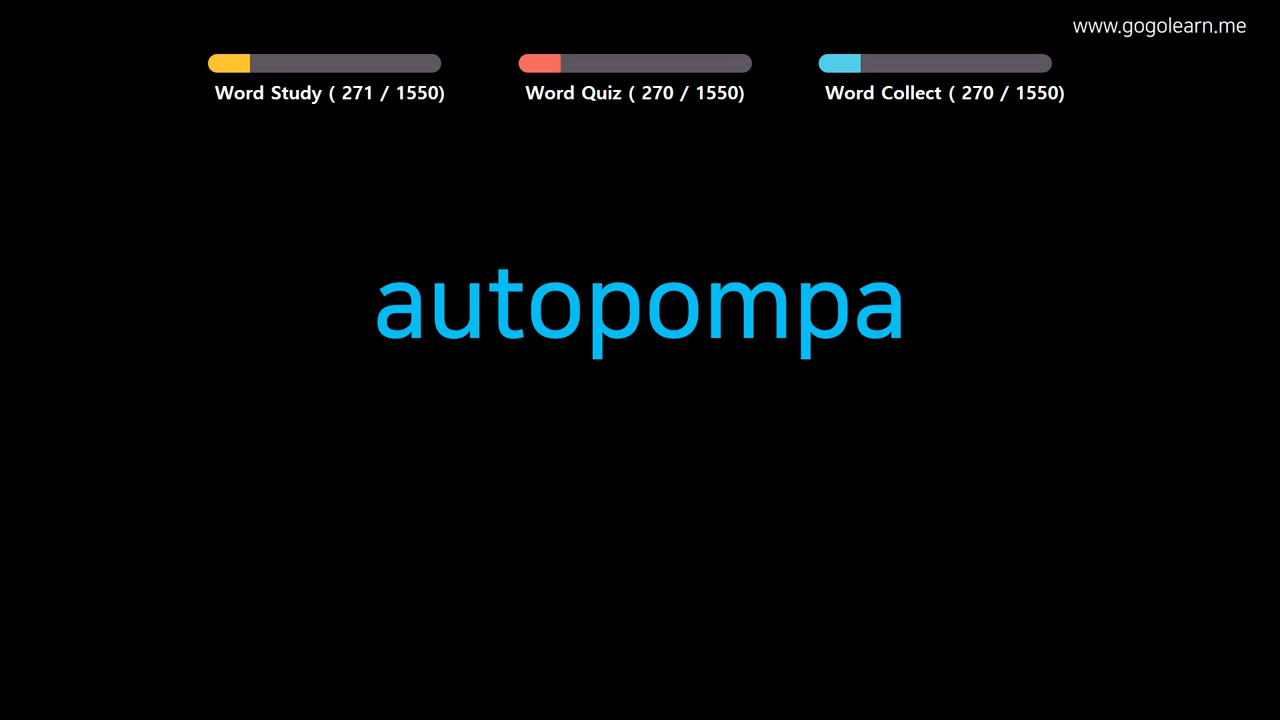 www.gogolearn.me
Word Study ( 271 / 1550)
Word Quiz ( 270 / 1550)
Word Collect ( 270 / 1550)
autopompa